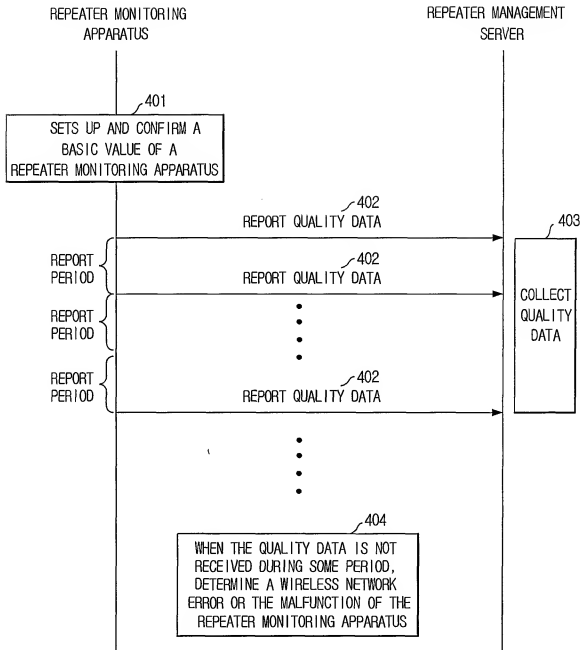 REPEATER MONITORING
APPARATUS
REPEATER MANAGEMENT
SERVER
401
SETS UP AND CONFIRM A
BASIC VALUE OF A
REPEATER MONITORING APPARATUS
402
REPORT QUALITY DATA
403
REPORT
PERIOD
402
REPORT QUALITY DATA
COLLECT
QUALITY
DATA
REPORT
PERIOD
REPORT
PERIOD
402
REPORT QUALITY DATA
404
WHEN THE QUALITY DATA IS NOT
RECEIVED DURING SOME PERIOD,
DETERMINE A WIRELESS NETWORK
ERROR OR THE MALFUNCTION OF THE
REPEATER MONITORING APPARATUS